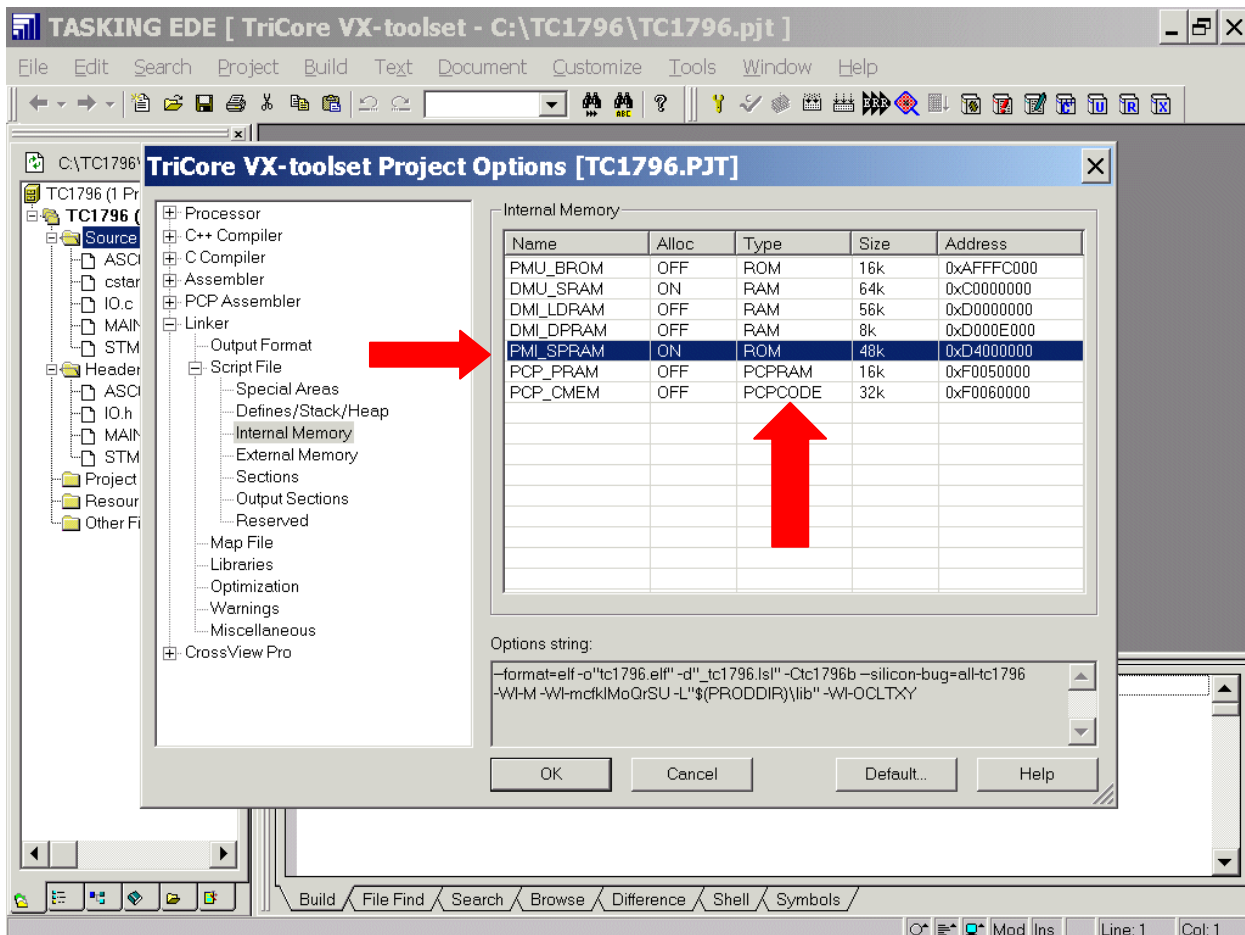 TASKING EDE [ TriCore VX-toolset - C:\TC1796\TC1796.pjt ]
File Edit Search Project Build Text Document Customize Tools Window Help
C:\TC1796\
TC1796 (1 Pr
TC1796 (
Source
ASC
cstar
IO.c
MAIN
STM
Header
ASC
IO.h
MAIN
STM
Project
Resour
Other Fi
TriCore VX-toolset Project Options [TC1796.PJT]
Processor
C++ Compiler
C Compiler
Assembler
PCP Assembler
Linker
Output Format
Script File
Special Areas
Defines/Stack/Heap
Internal Memory
External Memory
Sections
Output Sections
Reserved
Map File
Libraries
Optimization
Warnings
Miscellaneous
CrossView Pro
Internal Memory
Name Alloc Type Size Address
PMU_BROM OFF ROM 16k 0xAFFFC000
DMU_SRAM ON RAM 64k 0xC0000000
DMI_LDRAM OFF RAM 56k 0xD0000000
DMI_DPRAM OFF RAM 8k 0xD000E000
PMI_SPRAM ON ROM 48k 0xD4000000
PCP_PRAM OFF PCPRAM 16k 0xF0050000
PCP_CMEM OFF PCPCODE 32k 0xF0060000
Options string:
--format=elf -o"tc1796.elf" -d"_tc1796.lsl" -Ctc1796b --silicon-bug=all-tc1796
-Wl-M -Wl-mcfklMoQrSU -L"$(PRODDIR)\lib" -Wl-OCLTXY
OK Cancel Default... Help
Build File Find Search Browse Difference Shell Symbols
Mod Ins Line: 1 Col: 1